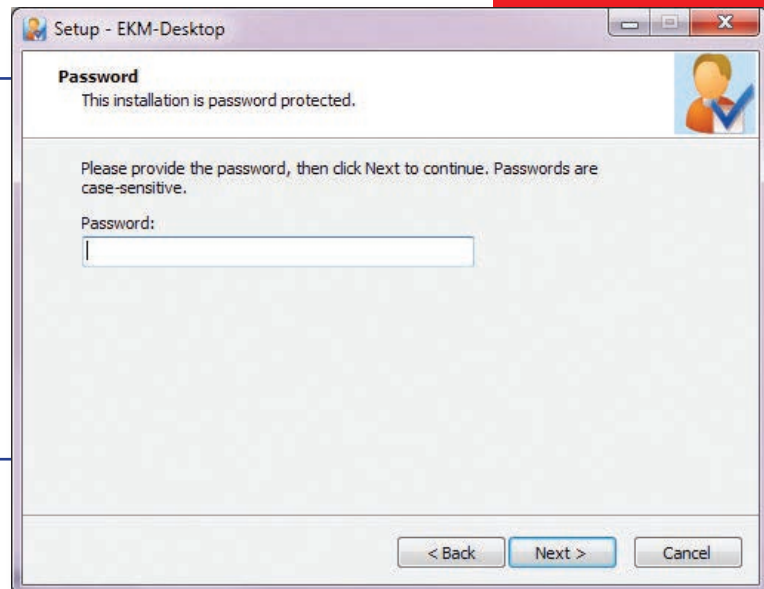 Setup - EKM-Desktop
Password
This installation is password protected.
Please provide the password, then click Next to continue. Passwords are
case-sensitive.
Password:
< Back Next > Cancel